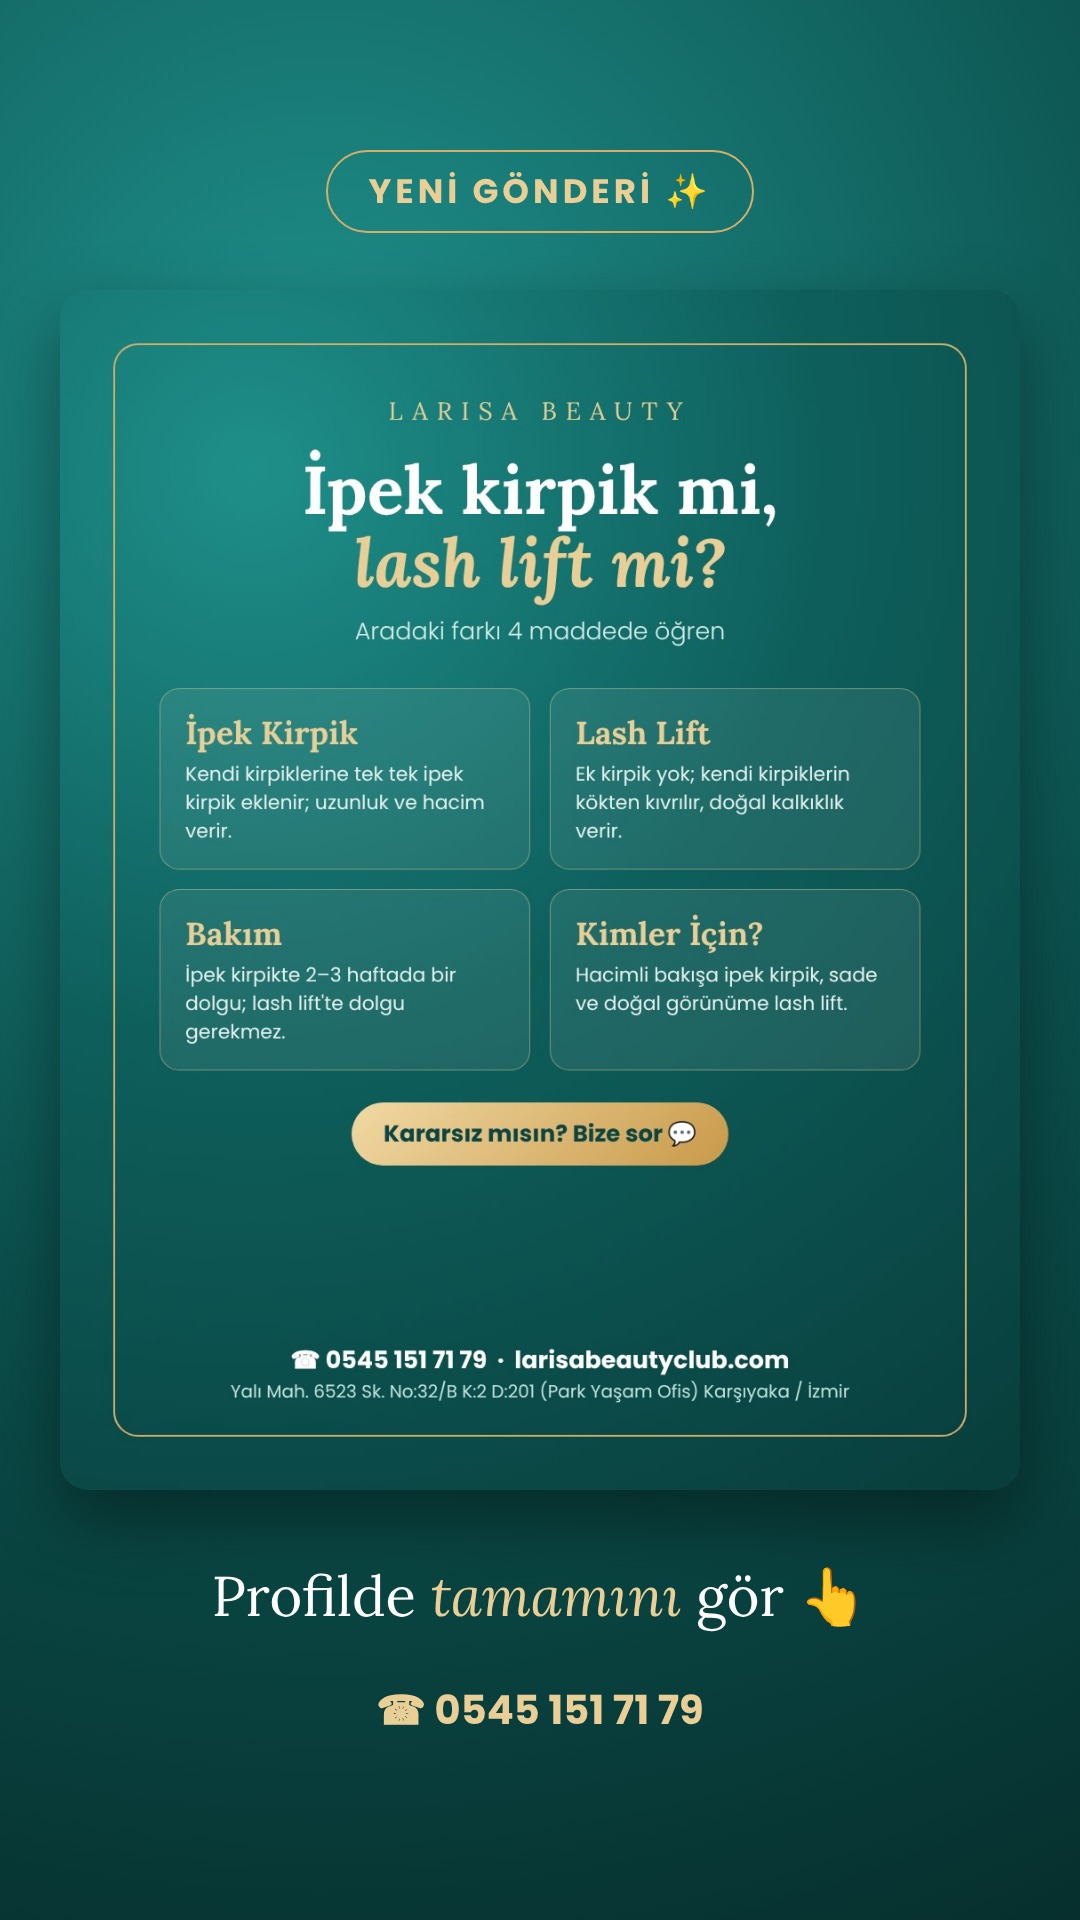 YENİ GÖNDERİ ✨
LARISA BEAUTY
İpek kirpik mi,
lash lift mi?
Aradaki farkı 4 maddede öğren
İpek Kirpik
Kendi kirpiklerine tek tek ipek
kirpik eklenir; uzunluk ve hacim
verir.
Lash Lift
Ek kirpik yok; kendi kirpiklerin
kökten kıvrılır, doğal kalkıklık
verir.
Bakım
İpek kirpikte 2–3 haftada bir
dolgu; lash lift'te dolgu
gerekmez.
Kimler İçin?
Hacimli bakışa ipek kirpik, sade
ve doğal görünüme lash lift.
Kararsız mısın? Bize sor 💬
☎ 0545 151 71 79 · larisabeautyclub.com
Yalı Mah. 6523 Sk. No:32/B K:2 D:201 (Park Yaşam Ofis) Karşıyaka / İzmir
Profilde tamamını gör 👆
☎ 0545 151 71 79